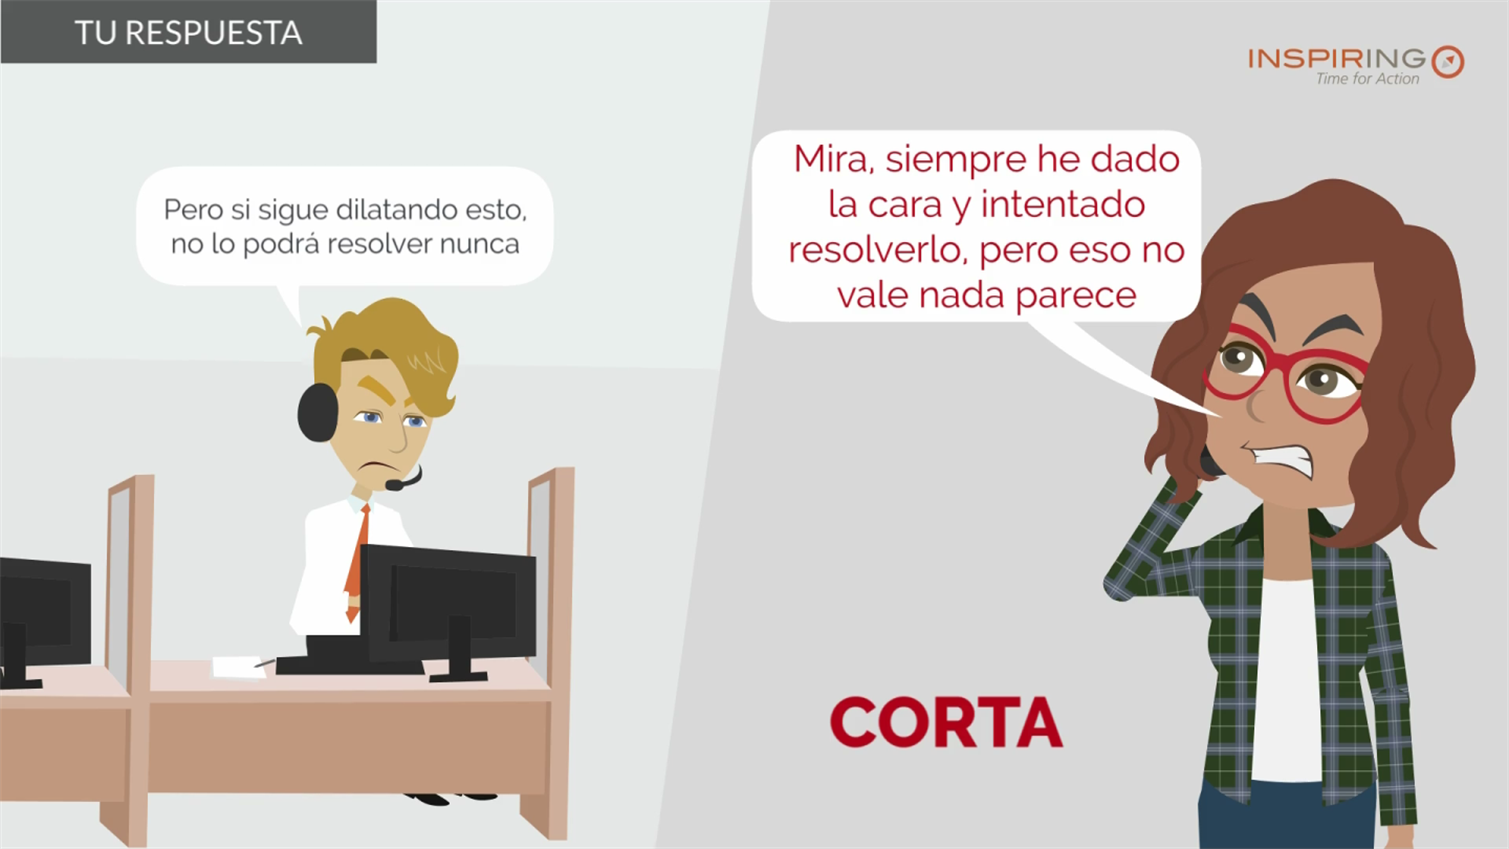 TU RESPUESTA
INSPIRING
Time for Action
Pero si sigue dilatando esto,
no lo podrá resolver nunca
Mira, siempre he dado
la cara y intentado
resolverlo, pero eso no
vale nada parece
CORTA